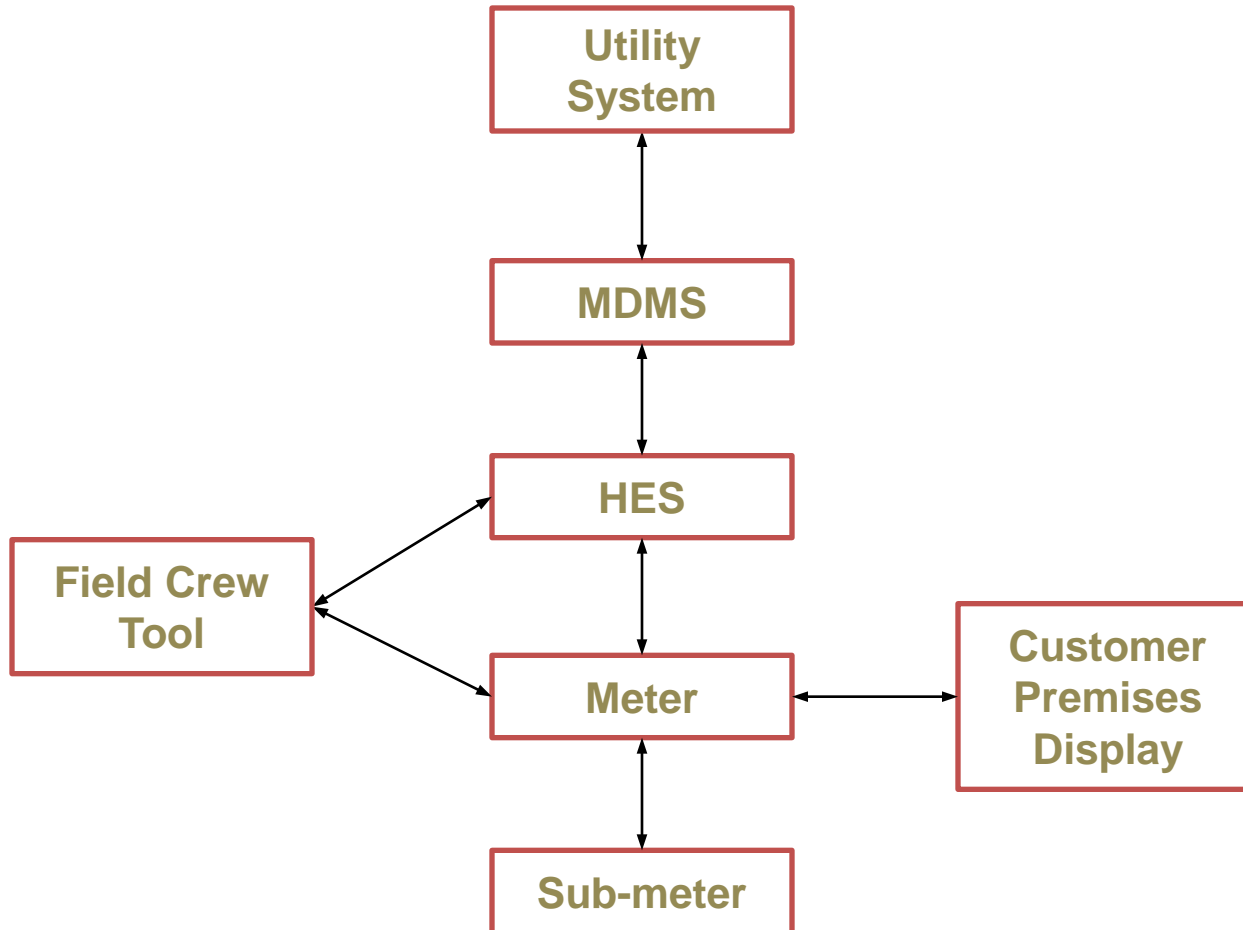 Utility
System
MDMS
HES
Field Crew
Tool
Meter
Customer
Premises
Display
Sub-meter